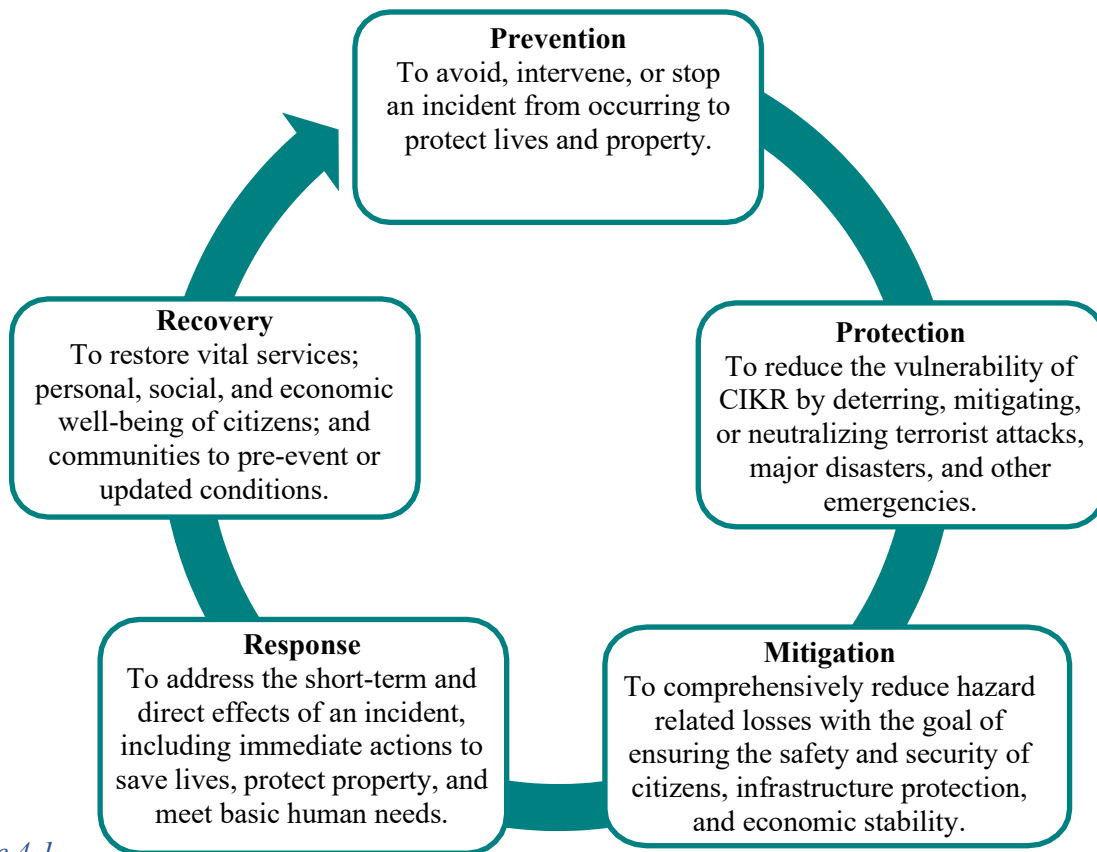 Prevention
To avoid, intervene, or stop
an incident from occurring to
protect lives and property.
Protection
To reduce the vulnerability of
CIKR by deterring, mitigating,
or neutralizing terrorist attacks,
major disasters, and other
emergencies.
Mitigation
To comprehensively reduce hazard
related losses with the goal of
ensuring the safety and security of
citizens, infrastructure protection,
and economic stability.
Response
To address the short-term and
direct effects of an incident,
including immediate actions to
save lives, protect property, and
meet basic human needs.
Recovery
To restore vital services;
personal, social, and economic
well-being of citizens; and
communities to pre-event or
updated conditions.